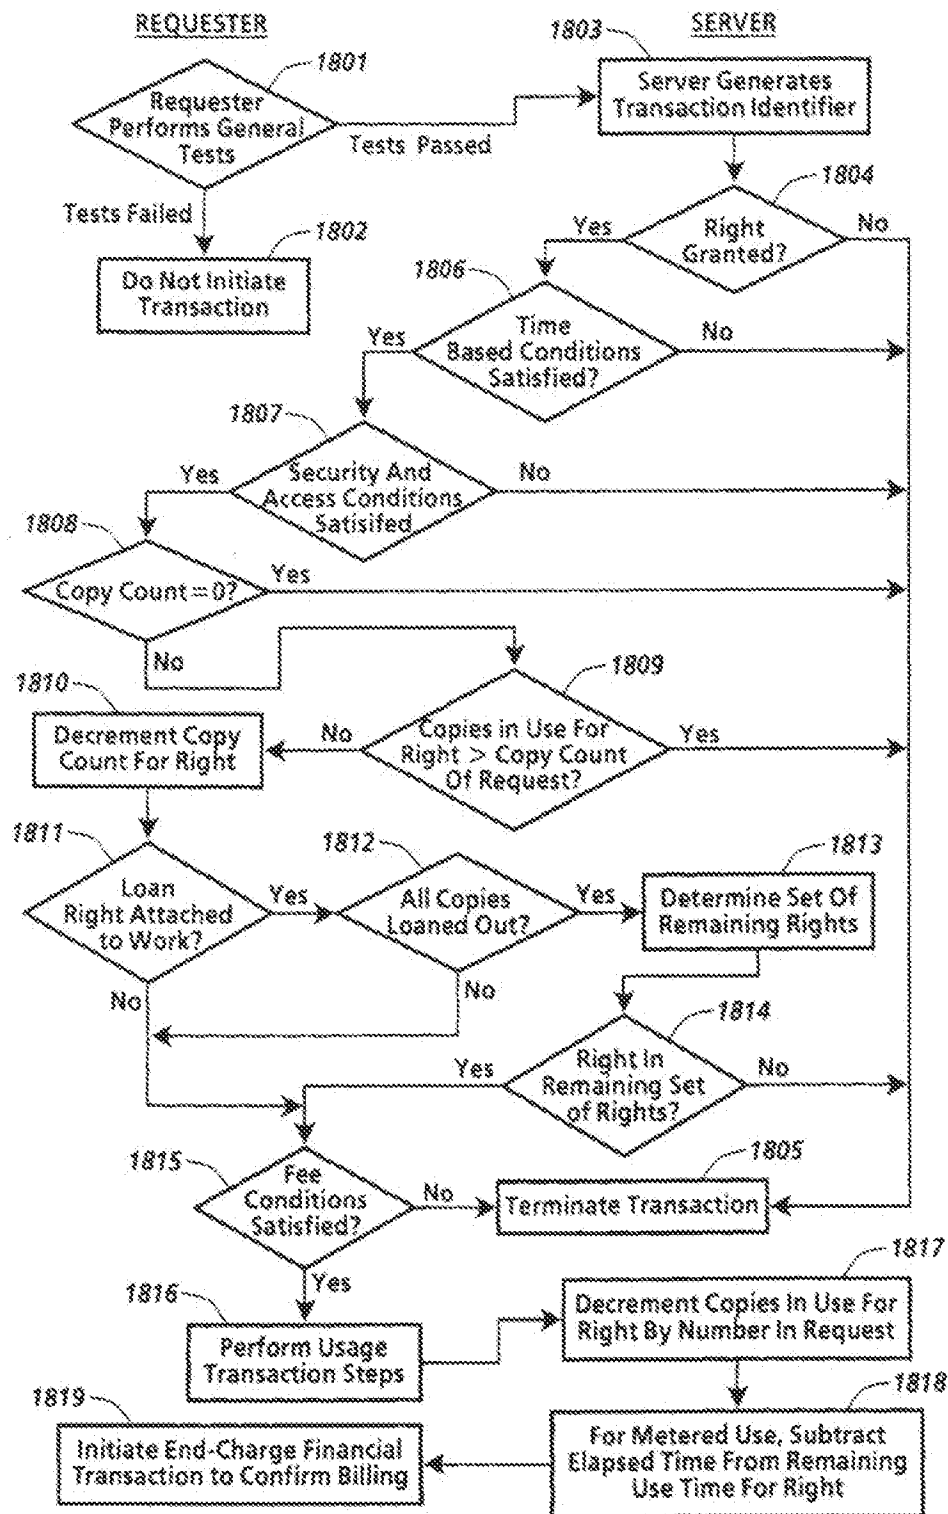 REQUESTER
SERVER
1801
1803
Requester
Performs General
Tests
Tests Passed
Server Generates
Transaction Identifier
Tests Failed
1802
Do Not Initiate
Transaction
1804
Right
Granted?
Yes
No
1806
Time
Based Conditions
Satisfied?
Yes
No
1807
Security And
Access Conditions
Satisifed
Yes
No
1808
Copy Count=0?
Yes
No
1809
Copies in Use For
Right > Copy Count
Of Request?
No
Yes
1810
Decrement Copy
Count For Right
1811
Loan
Right Attached
to Work?
Yes
No
1812
All Copies
Loaned Out?
Yes
No
1813
Determine Set Of
Remaining Rights
1814
Right In
Remaining Set
of Rights?
Yes
No
1815
Fee
Conditions
Satisfied?
No
Yes
1805
Terminate Transaction
1816
Perform Usage
Transaction Steps
1817
Decrement Copies In Use For
Right By Number In Request
1818
For Metered Use, Subtract
Elapsed Time From Remaining
Use Time For Right
1819
Initiate End-Charge Financial
Transaction to Confirm Billing